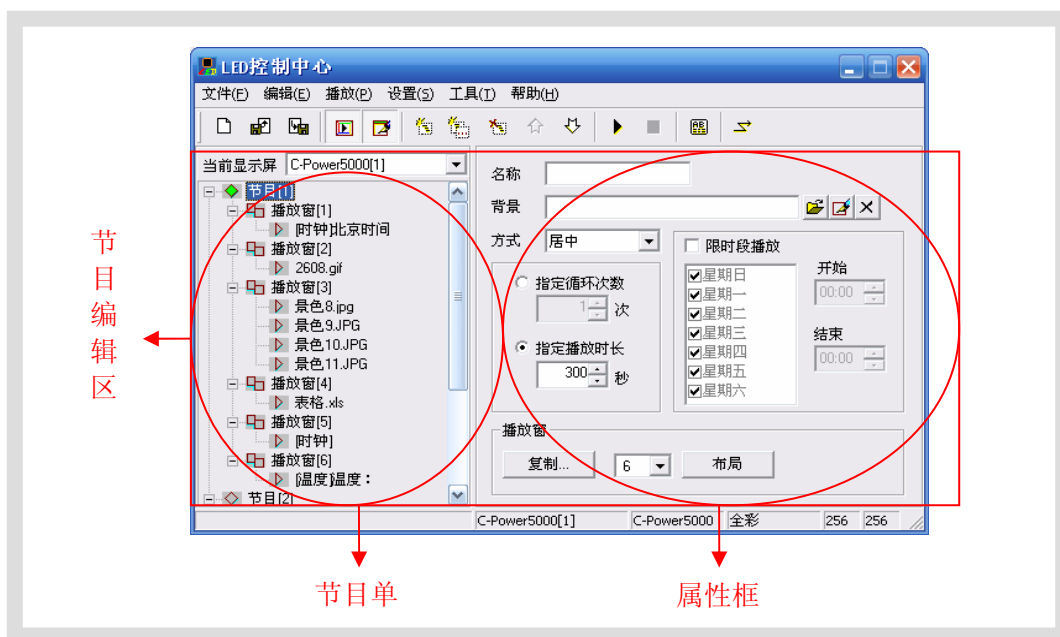 LED控制中心
文件(F) 编辑(E) 播放(P) 设置(S) 工具(T) 帮助(H)
当前显示屏 C-Power5000[1]
节目[1]
播放窗[1]
[时钟]北京时间
播放窗[2]
2608.gif
播放窗[3]
景色8.jpg
景色9.JPG
景色10.JPG
景色11.JPG
播放窗[4]
表格.xls
播放窗[5]
[时钟]
播放窗[6]
[温度]温度：
节目[2]
名称
背景
方式 居中
指定循环次数
1 次
指定播放时长
300 秒
限时段播放
星期日
星期一
星期二
星期三
星期四
星期五
星期六
开始
00:00
结束
00:00
播放窗
复制... 6 布局
C-Power5000[1] C-Power5000 全彩 256 256
节目编辑区
节目单
属性框